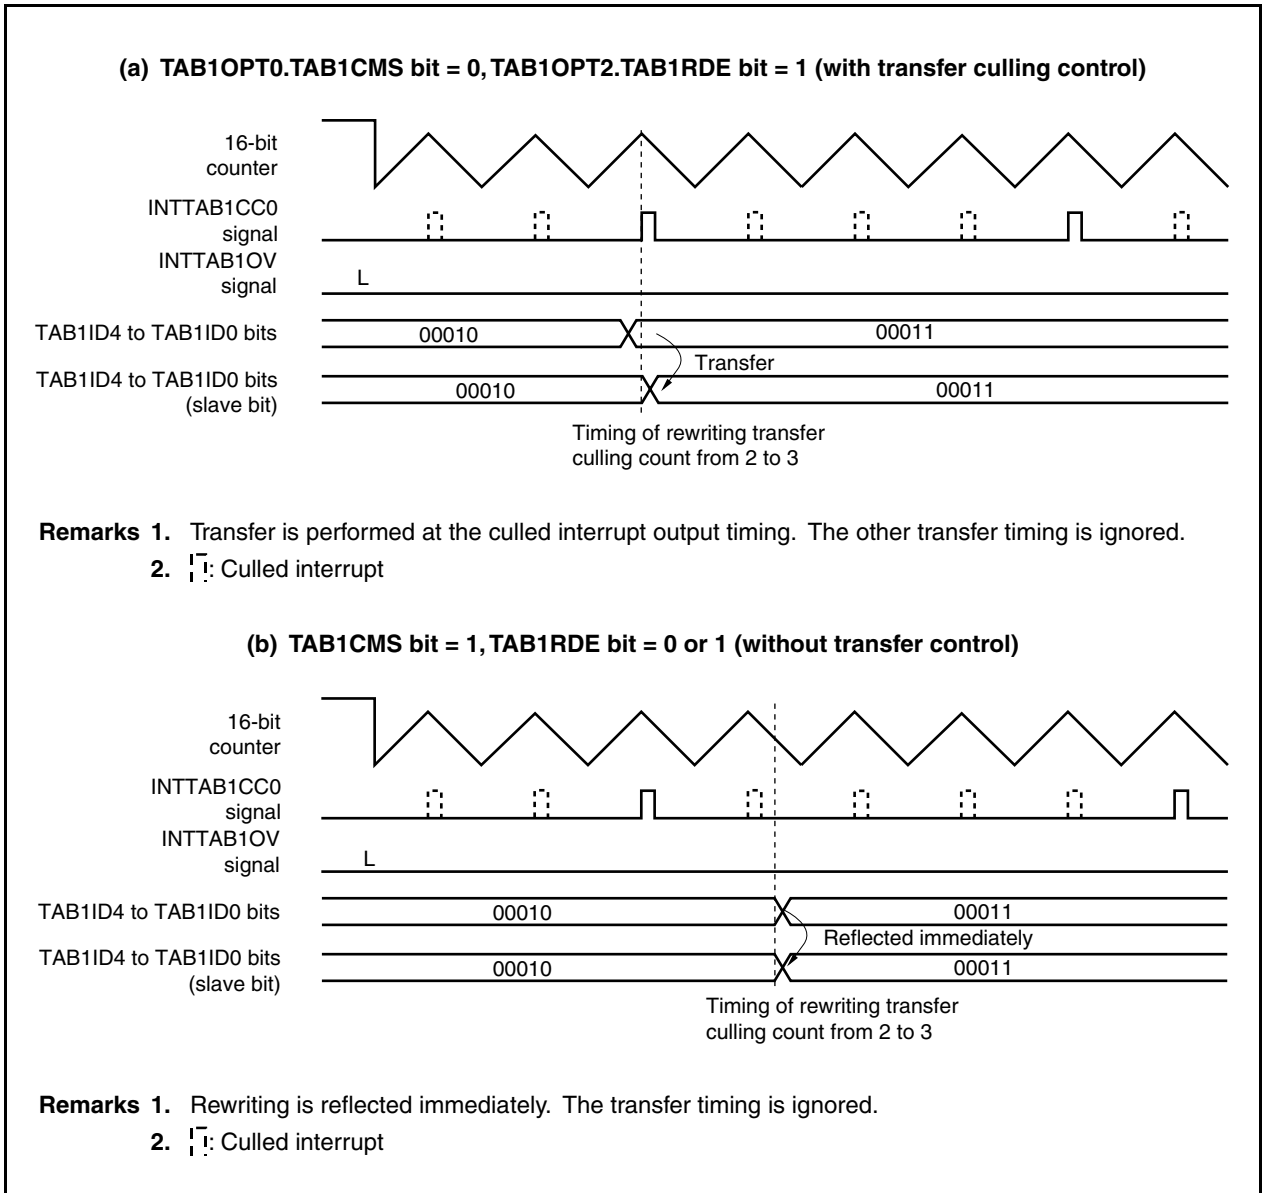 (a) TAB1OPT0.TAB1CMS bit = 0, TAB1OPT2.TAB1RDE bit = 1 (with transfer culling control)
16-bit
counter
INTTAB1CC0
signal
INTTAB1OV
signal
L
TAB1ID4 to TAB1ID0 bits
00010
00011
Transfer
TAB1ID4 to TAB1ID0 bits
(slave bit)
00010
00011
Timing of rewriting transfer
culling count from 2 to 3
Remarks 1. Transfer is performed at the culled interrupt output timing. The other transfer timing is ignored.
2. : Culled interrupt
(b) TAB1CMS bit = 1, TAB1RDE bit = 0 or 1 (without transfer control)
16-bit
counter
INTTAB1CC0
signal
INTTAB1OV
signal
L
TAB1ID4 to TAB1ID0 bits
00010
00011
Reflected immediately
TAB1ID4 to TAB1ID0 bits
(slave bit)
00010
00011
Timing of rewriting transfer
culling count from 2 to 3
Remarks 1. Rewriting is reflected immediately. The transfer timing is ignored.
2. : Culled interrupt